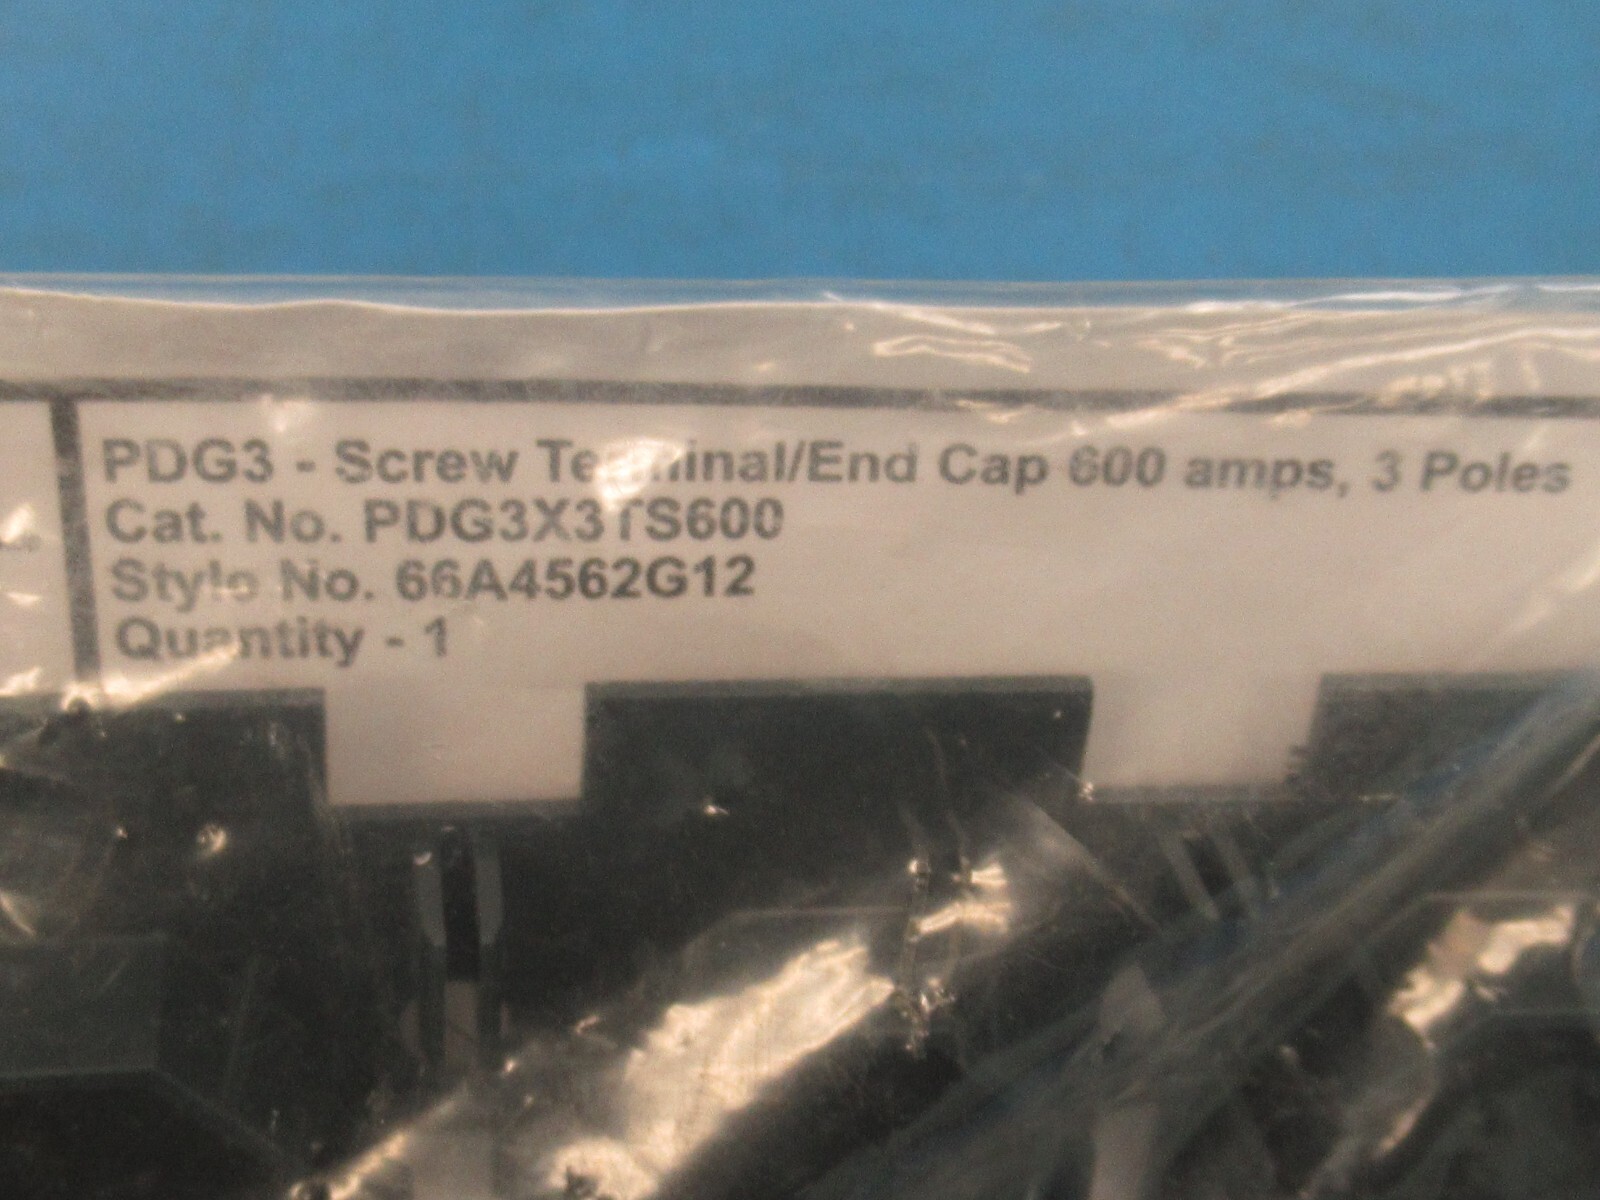 PDG3 - Screw Terminal/End Cap 600 amps, 3 Poles
Cat. No. PDG3X3TS600
Style No. 66A4562G12
Quantity - 1